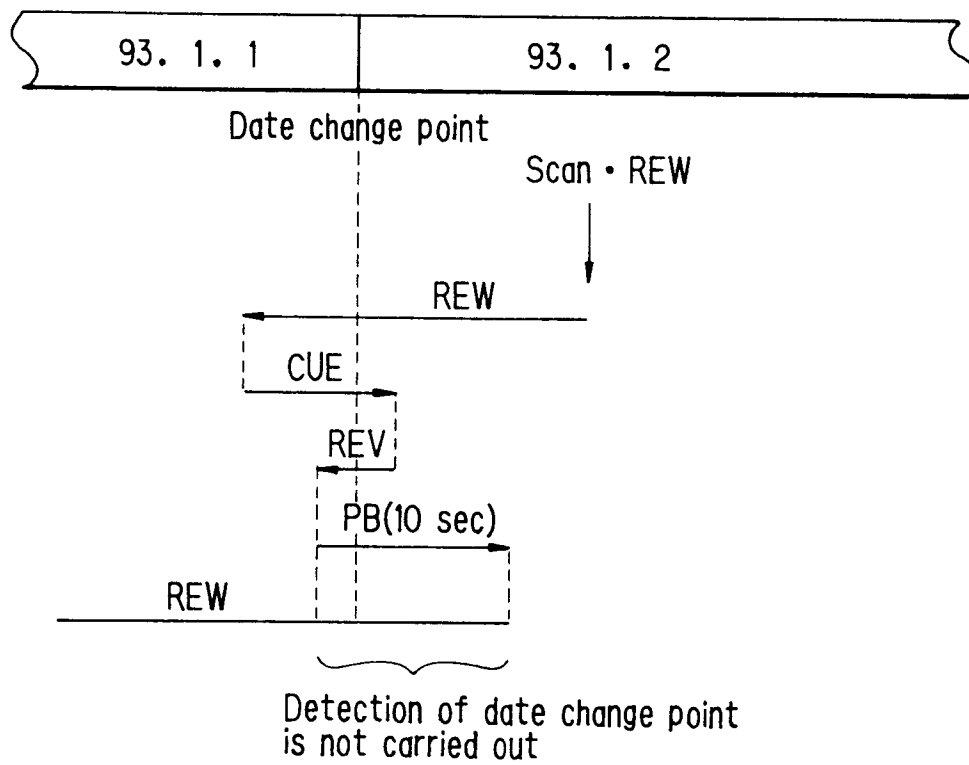 93. 1. 1
93. 1. 2
Date change point
Scan • REW
REW
CUE
REV
PB(10 sec)
REW
Detection of date change point
is not carried out